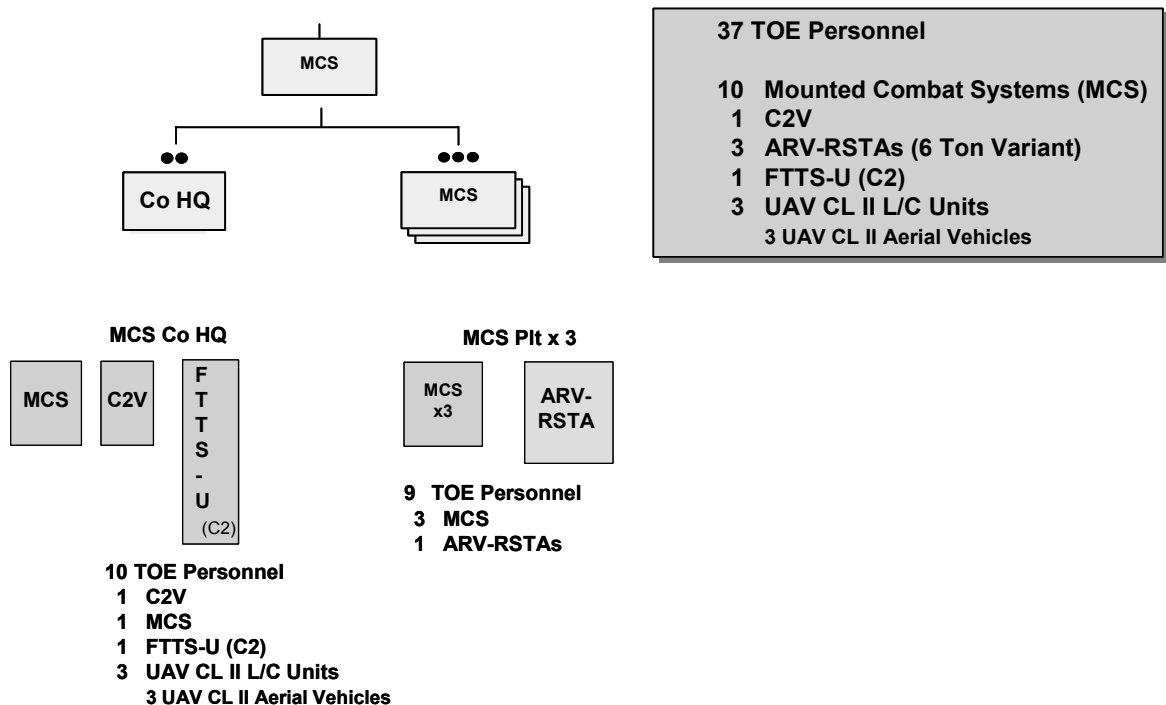 MCS
Co HQ
MCS
37 TOE Personnel
10 Mounted Combat Systems (MCS)
1 C2V
3 ARV-RSTAs (6 Ton Variant)
1 FTTS-U (C2)
3 UAV CL II L/C Units
3 UAV CL II Aerial Vehicles
MCS Co HQ
MCS
C2V
F
T
T
S
-
U
(C2)
10 TOE Personnel
1 C2V
1 MCS
1 FTTS-U (C2)
3 UAV CL II L/C Units
3 UAV CL II Aerial Vehicles
MCS Plt x 3
MCS
x3
ARV-
RSTA
9 TOE Personnel
3 MCS
1 ARV-RSTAs